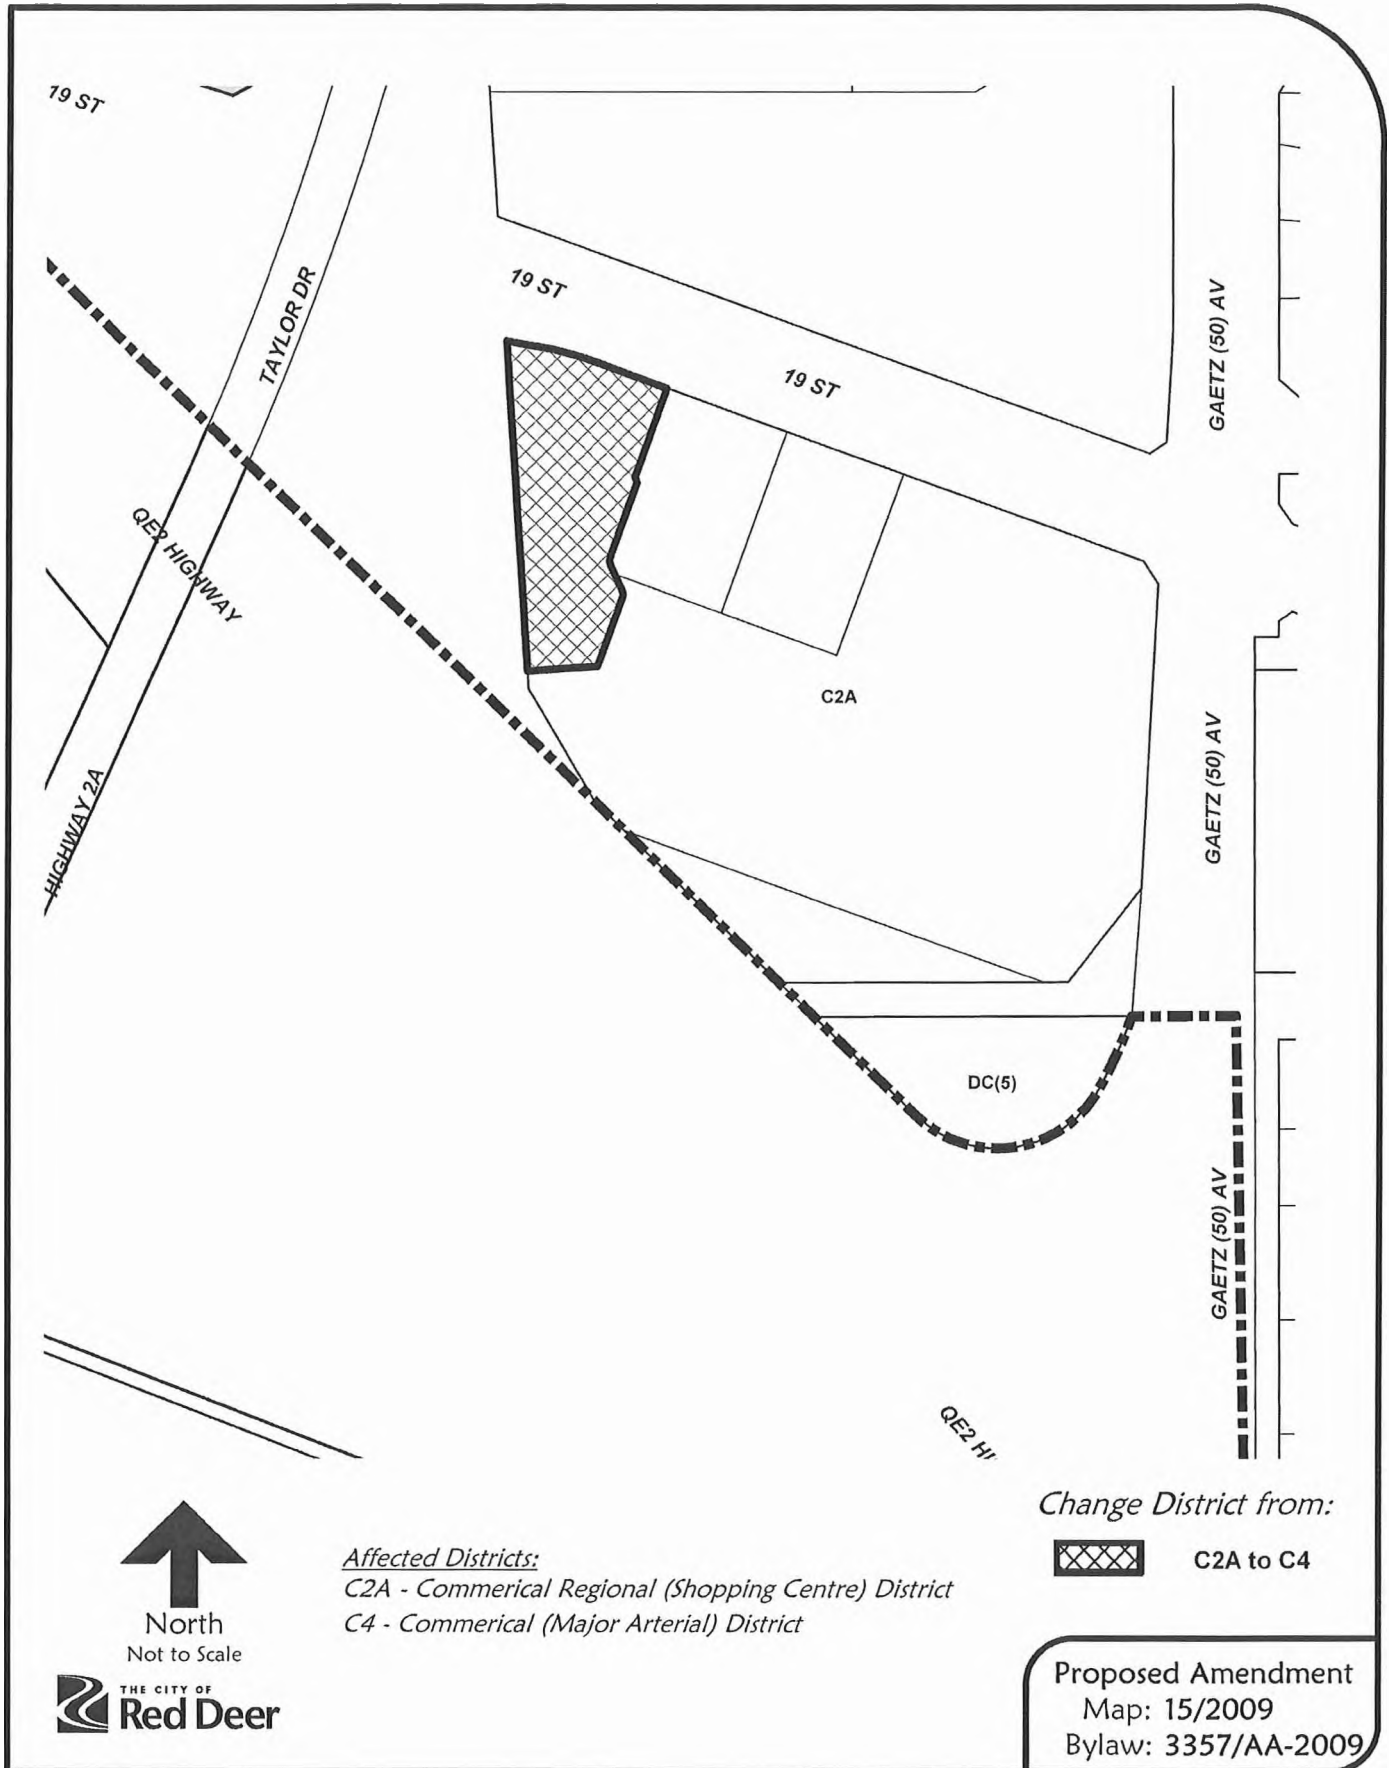 19 ST
19 ST
TAYLOR DR
19 ST
GAETZ (50) AV
QE2 HIGHWAY
C2A
GAETZ (50) AV
HIGHWAY 2A
DC(5)
GAETZ (50) AV
QE2
North
Not to Scale
THE CITY OF
Red Deer
Affected Districts:
C2A - Commerical Regional (Shopping Centre) District
C4 - Commerical (Major Arterial) District
Change District from:
C2A to C4
Proposed Amendment
Map: 15/2009
Bylaw: 3357/AA-2009